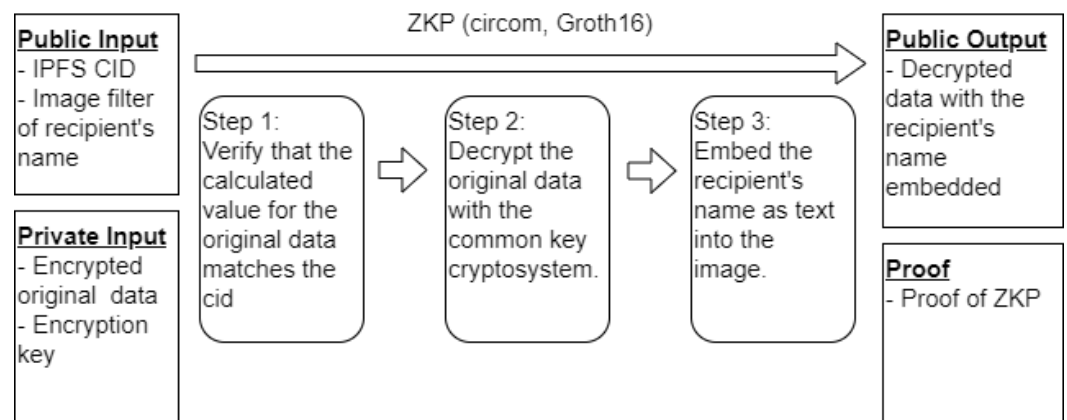 ZKP (circom, Groth16)
Public Input
- IPFS CID
- Image filter
of recipient's
name
Private Input
- Encrypted
original  data
- Encryption
key
Step 1:
Verify that the
calculated
value for the
original data
matches the
cid
Step 2:
Decrypt the
original data
with the
common key
cryptosystem.
Step 3:
Embed the
recipient's
name as text
into the
image.
Public Output
- Decrypted
data with the
recipient's
name
embedded
Proof
- Proof of ZKP